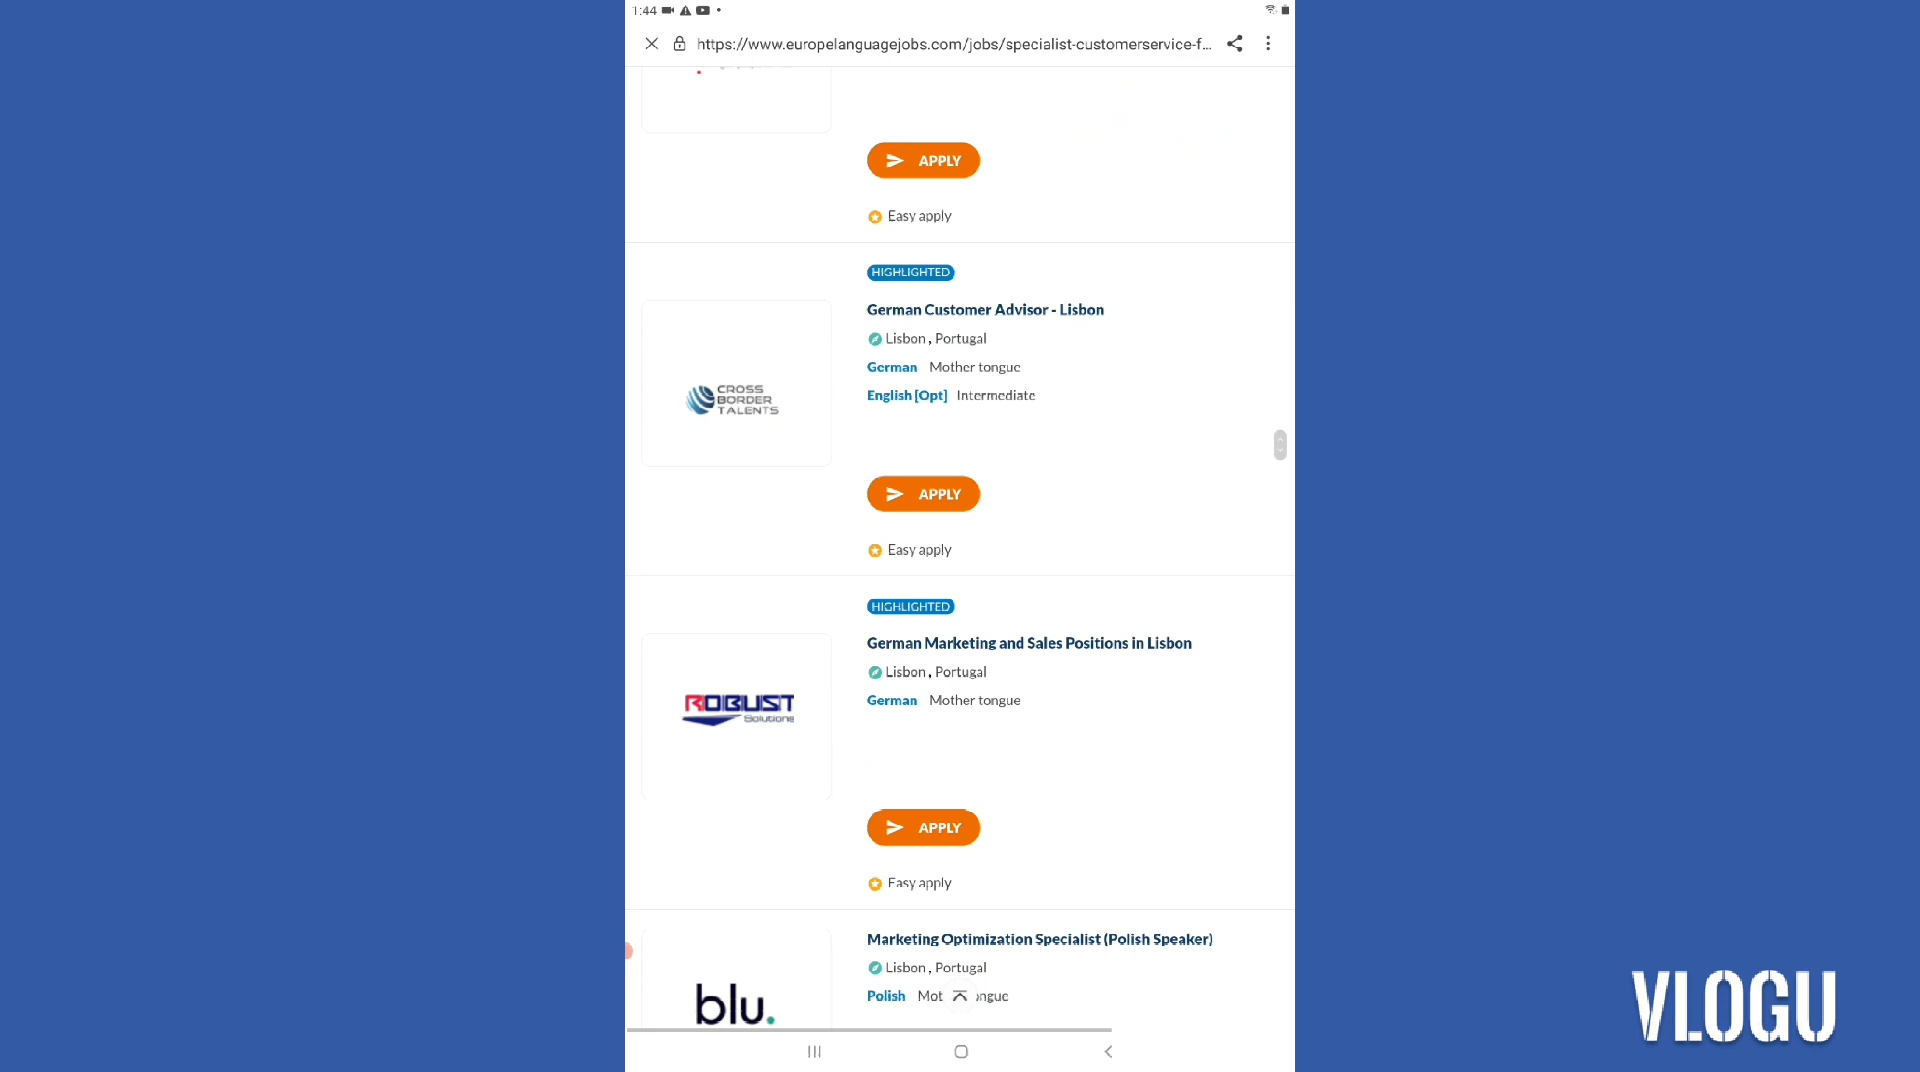 1:44
https://www.europelanguagejobs.com/jobs/specialist-customerservice-f...
APPLY
Easy apply
HIGHLIGHTED
German Customer Advisor - Lisbon
Lisbon , Portugal
German Mother tongue
English [Opt] Intermediate
CROSS
BORDER
TALENTS
APPLY
Easy apply
HIGHLIGHTED
German Marketing and Sales Positions in Lisbon
Lisbon , Portugal
German Mother tongue
ROBUST
Solutions
APPLY
Easy apply
Marketing Optimization Specialist (Polish Speaker)
Lisbon , Portugal
Polish
blu.
VLOGU